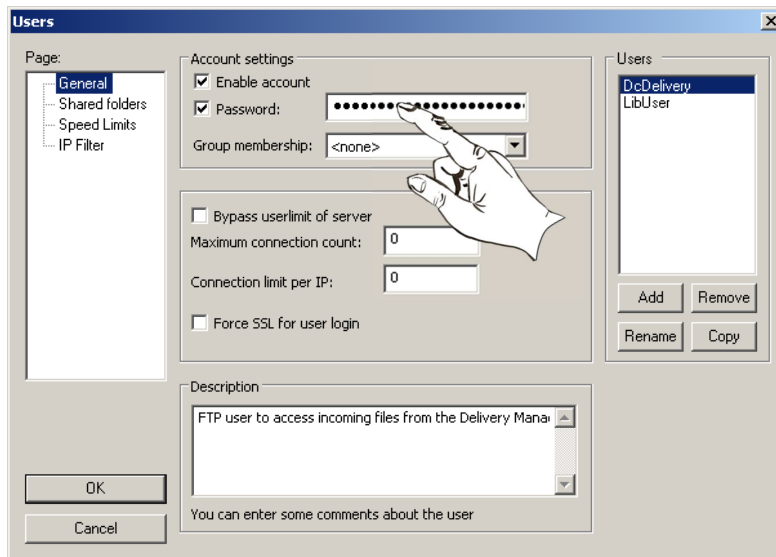 Users
Page:
General
Shared folders
Speed Limits
IP Filter
OK
Cancel
Account settings
Enable account
Password:
Group membership: <none>
Bypass userlimit of server
Maximum connection count: 0
Connection limit per IP: 0
Force SSL for user login
Description
FTP user to access incoming files from the Delivery
You can enter some comments about the user
Users
DcDelivery
LibUser
Add Remove
Rename Copy